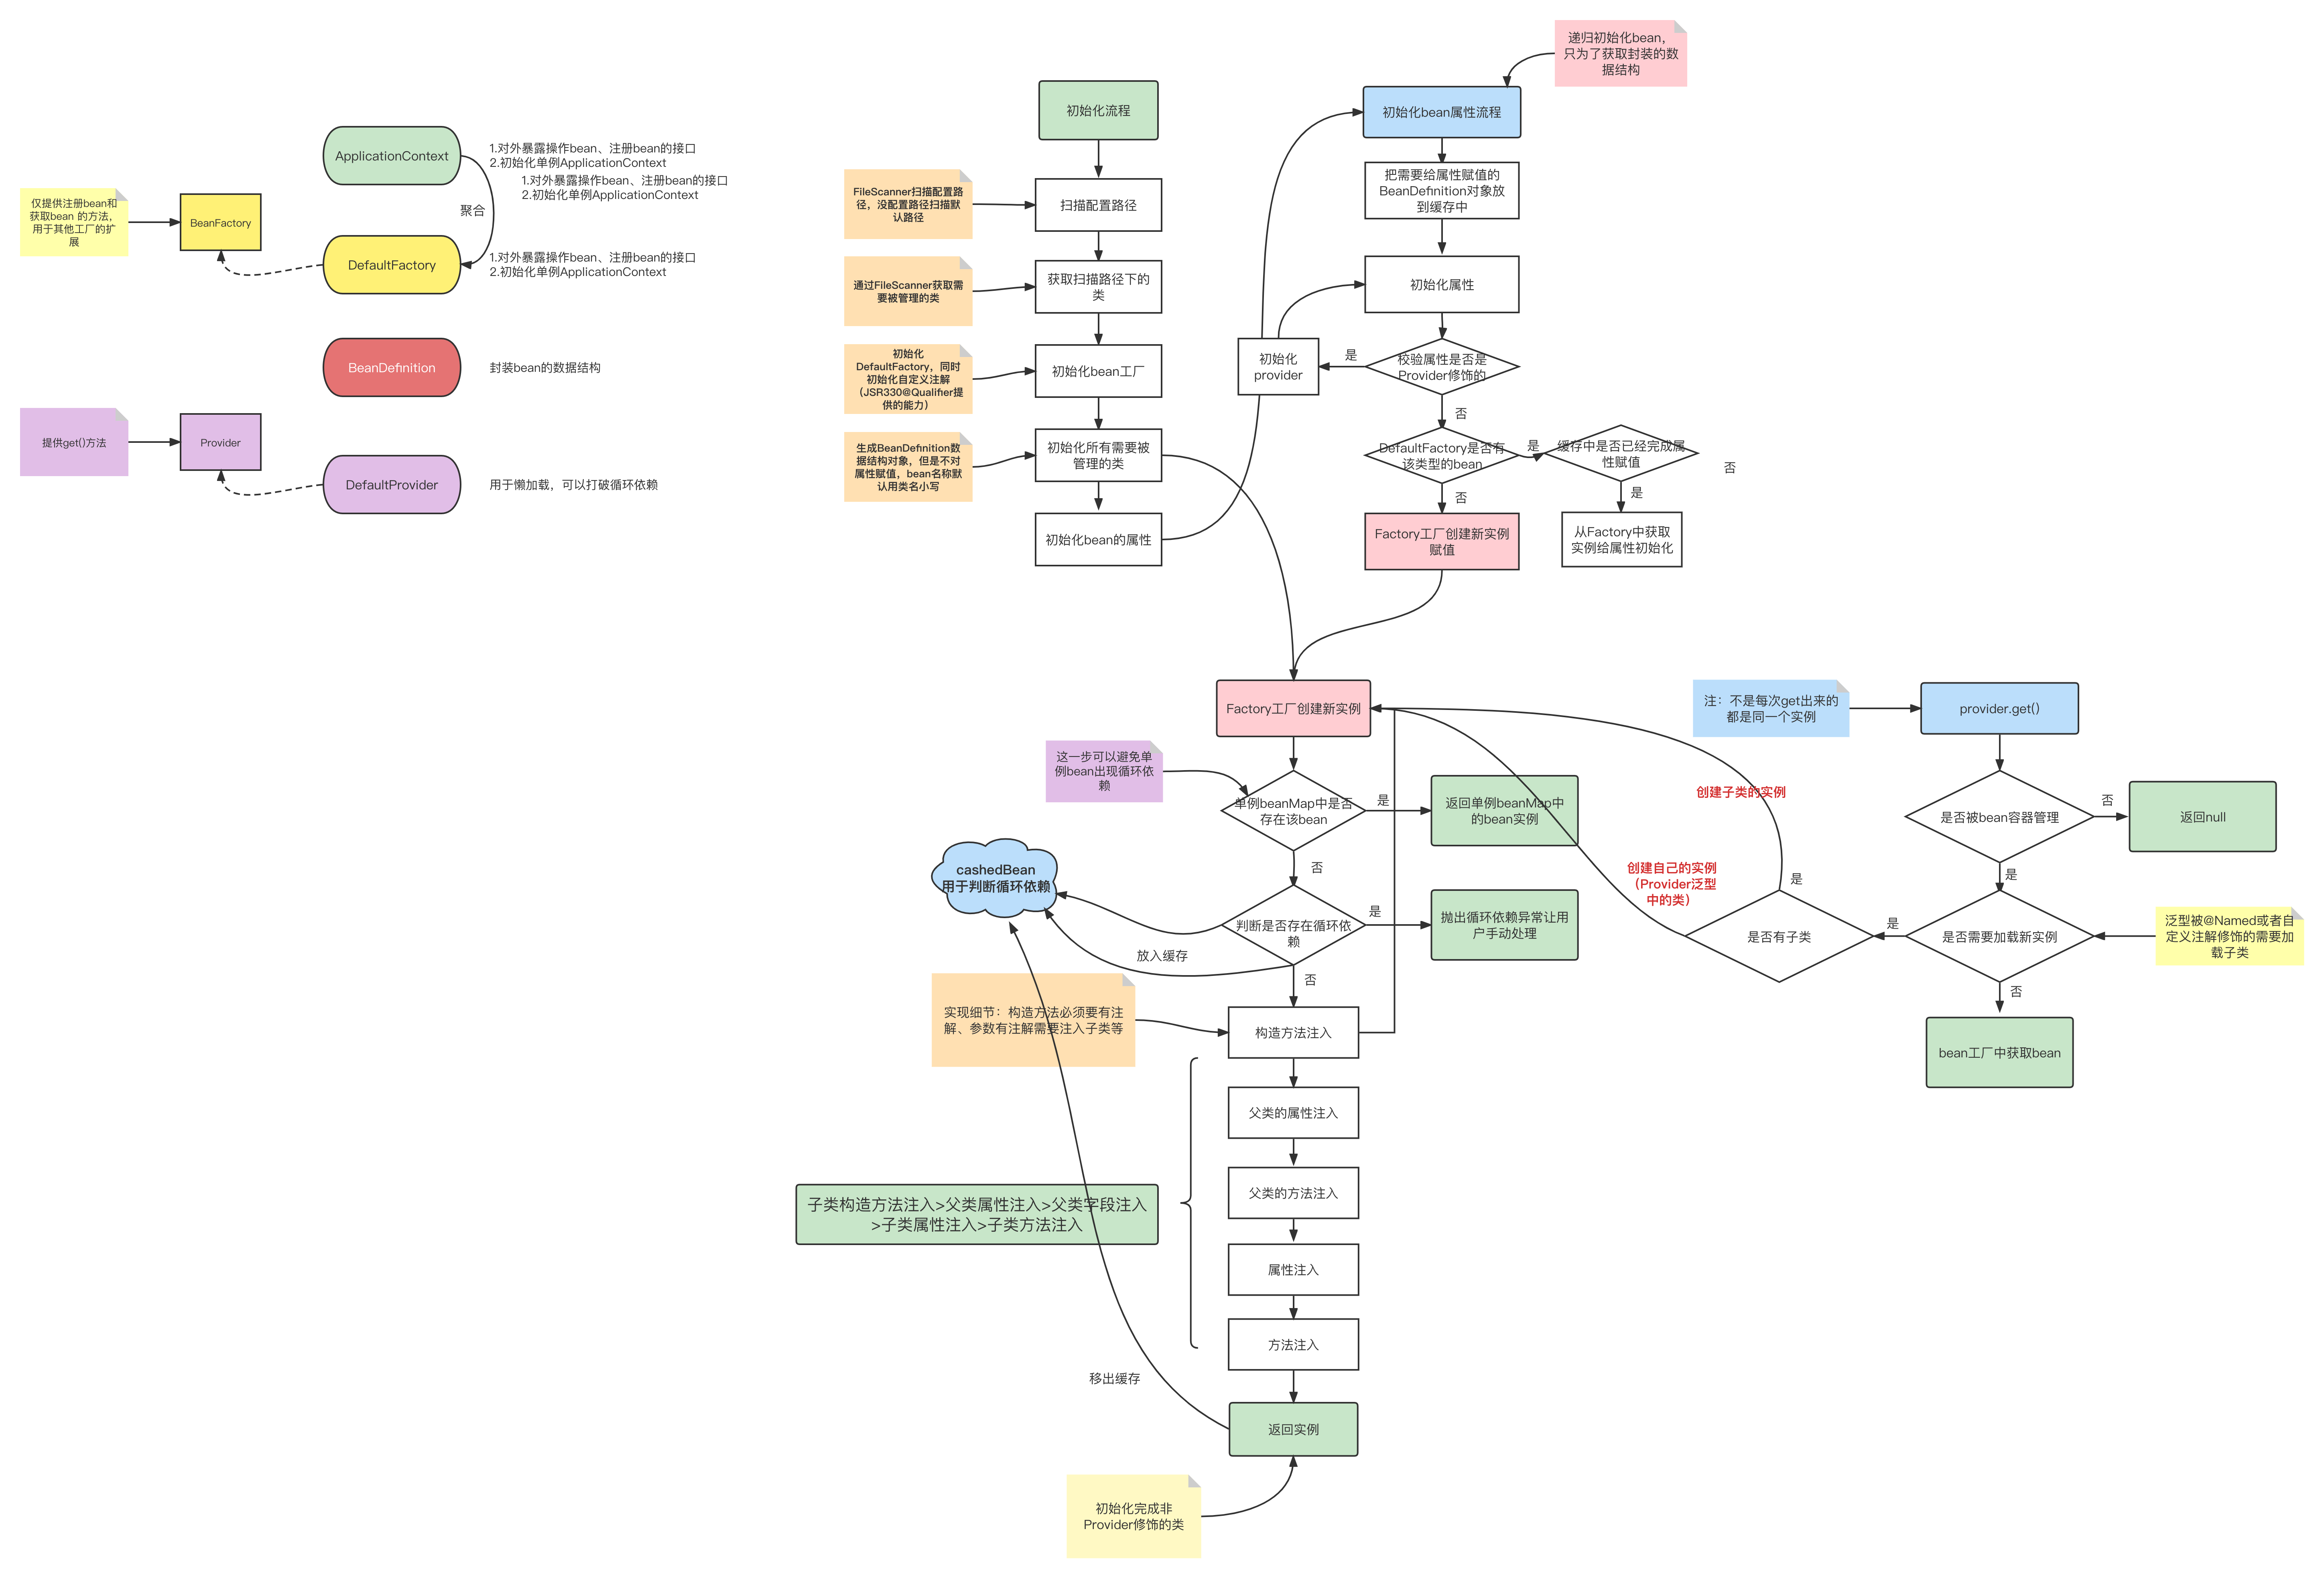 ApplicationContext
1.对外暴露操作bean、注册bean的接口
2.初始化单例ApplicationContext
1.对外暴露操作bean、注册bean的接口
2.初始化单例ApplicationContext
聚合
仅提供注册bean和
获取bean 的方法，
用于其他工厂的扩
展
BeanFactory
DefaultFactory
1.对外暴露操作bean、注册bean的接口
2.初始化单例ApplicationContext
BeanDefinition
封装bean的数据结构
提供get()方法
Provider
DefaultProvider
用于懒加载，可以打破循环依赖
初始化流程
FileScanner扫描配置路
径，没配置路径扫描默
认路径
扫描配置路径
通过FileScanner获取需
要被管理的类
获取扫描路径下的
类
初始化
DefaultFactory，同时
初始化自定义注解
（JSR330@Qualifier提
供的能力）
初始化bean工厂
生成BeanDefinition数
据结构对象，但是不对
属性赋值，bean名称默
认用类名小写
初始化所有需要被
管理的类
初始化bean的属性
递归初始化bean，
只为了获取封装的数
据结构
初始化bean属性流程
把需要给属性赋值的
BeanDefinition对象放
到缓存中
初始化属性
初始化
provider
是
校验属性是否是
Provider修饰的
否
DefaultFactory是否有
该类型的bean
是
缓存中是否已经完成属
性赋值
否
否
是
Factory工厂创建新实例
赋值
从Factory中获取
实例给属性初始化
Factory工厂创建新实例
这一步可以避免单
例bean出现循环依
赖
单例beanMap中是否
存在该bean
是
返回单例beanMap中
的bean实例
否
cashedBean
用于判断循环依赖
判断是否存在循环依
赖
是
抛出循环依赖异常让用
户手动处理
放入缓存
否
实现细节：构造方法必须要有注
解、参数有注解需要注入子类等
构造方法注入
父类的属性注入
父类的方法注入
子类构造方法注入>父类属性注入>父类字段注入
>子类属性注入>子类方法注入
属性注入
方法注入
移出缓存
返回实例
初始化完成非
Provider修饰的类
注：不是每次get出来的
都是同一个实例
provider.get()
创建子类的实例
是否被bean容器管理
否
返回null
创建自己的实例
（Provider泛型
中的类）
是
是
是否有子类
是
是否需要加载新实例
泛型被@Named或者自
定义注解修饰的需要加
载子类
否
bean工厂中获取bean